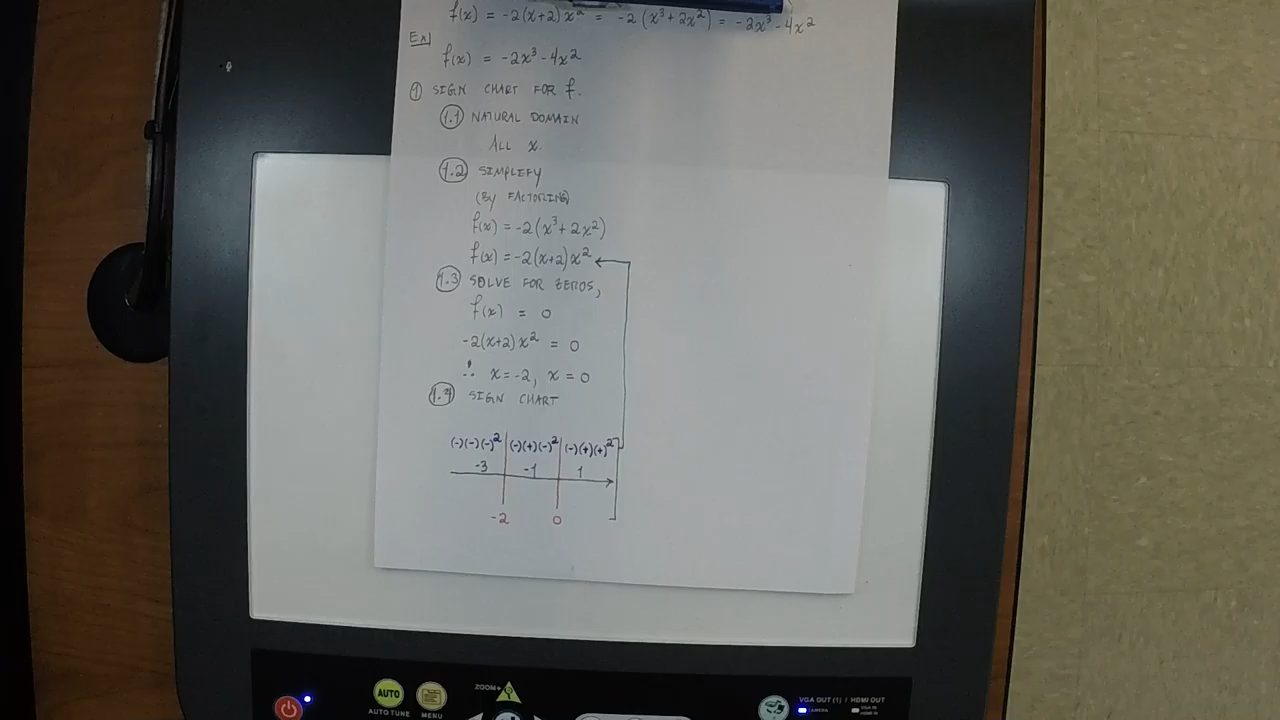 f(x) = -2(x+2)x² = -2(x³+2x²) = -2x³-4x²
Ex
f(x) = -2x³-4x²
① SIGN CHART FOR f.
1.1 NATURAL DOMAIN
ALL x.
1.2 SIMPLIFY
(BY FACTORING)
f(x) = -2(x³+2x²)
f(x) = -2(x+2)x²
1.3 SOLVE FOR ZEROS,
f(x) = 0
-2(x+2)x² = 0
∴ x=-2, x=0
1.4 SIGN CHART
(-)(-)(-)² (-)(+)(-)² (-)(+)(+)²
-3 -1 1
-2 0
AUTO
AUTO TUNE
MENU
ZOOM+
VGA OUT (1) / HDMI OUT
CAMERA